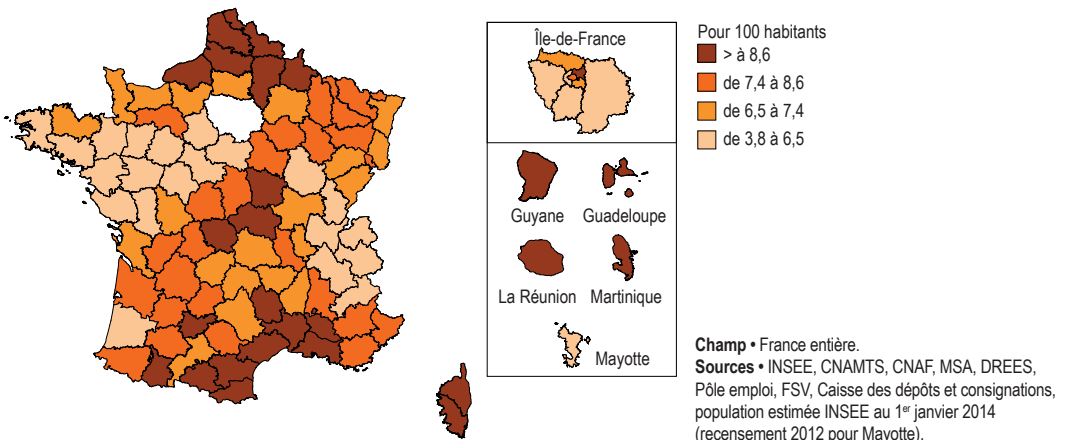 Île-de-France
Guyane Guadeloupe
La Réunion Martinique
Mayotte
Pour 100 habitants
> à 8,6
de 7,4 à 8,6
de 6,5 à 7,4
de 3,8 à 6,5
Champ • France entière.
Sources • INSEE, CNAMTS, CNAF, MSA, DREES,
Pôle emploi, FSV, Caisse des dépôts et consignations,
population estimée INSEE au 1er janvier 2014
(recensement 2012 pour Mayotte).